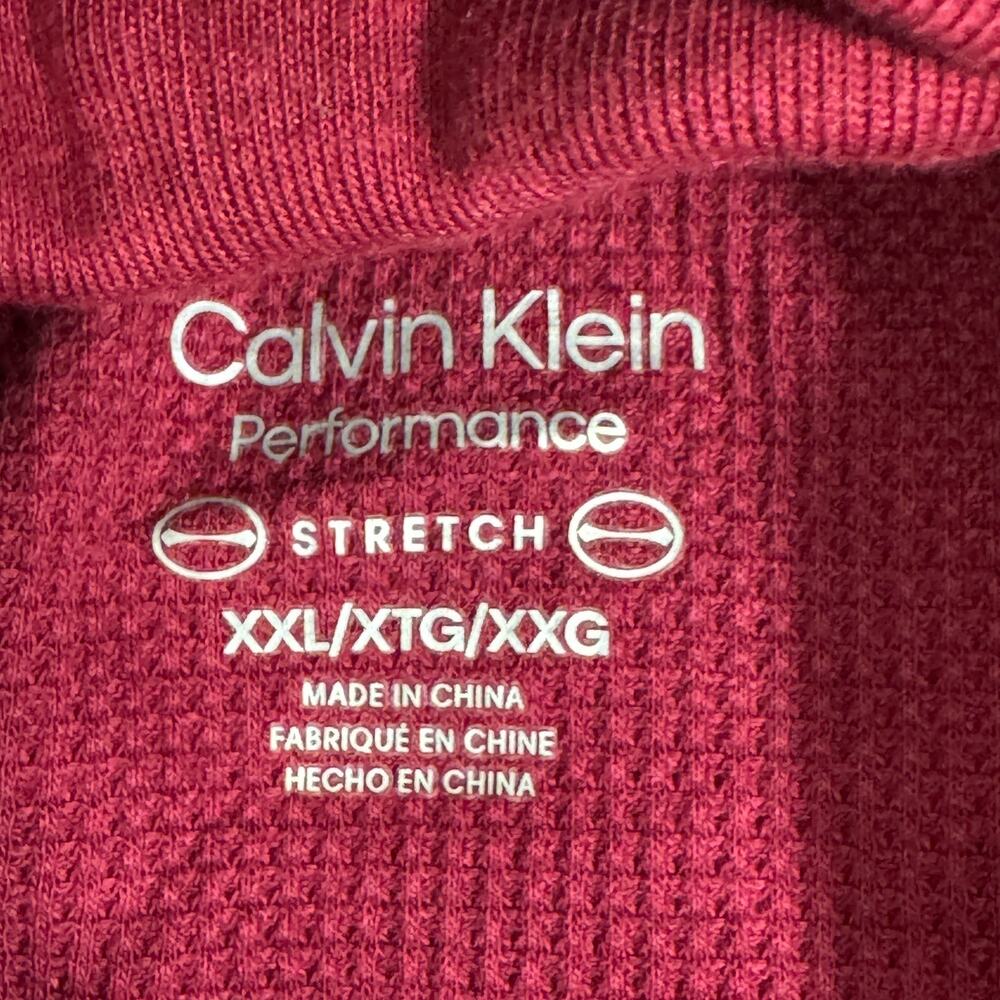 Calvin Klein
Performance
STRETCH
XXL/XTG/XXG
MADE IN CHINA
FABRIQUÉ EN CHINE
HECHO EN CHINA